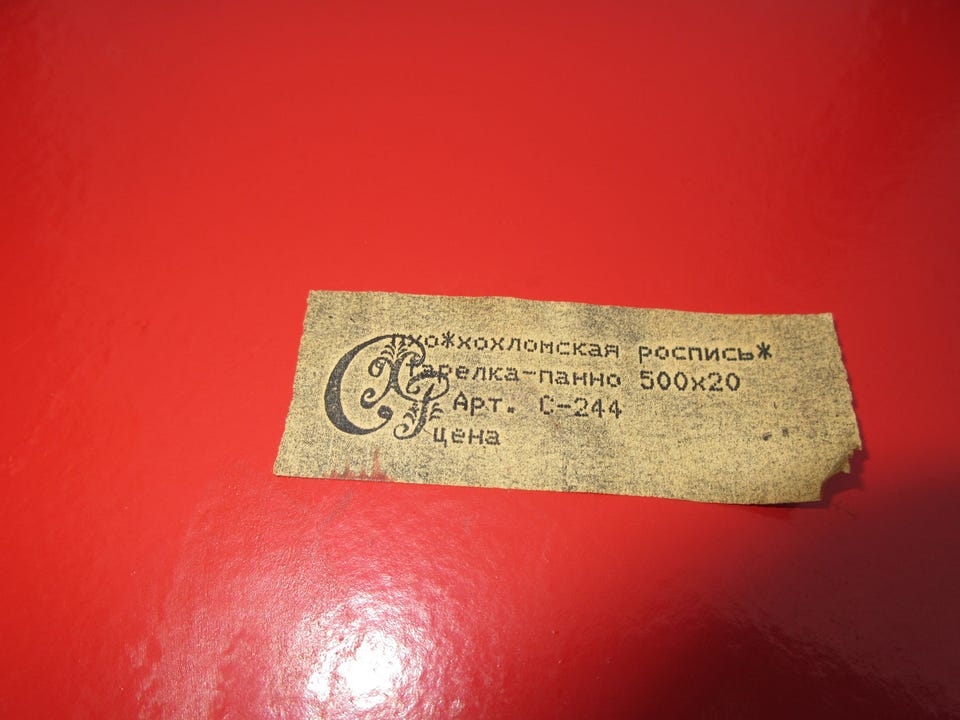 ПХО*ХОХЛОМСКАЯ РОСПИСЬ*
Тарелка-панно 500х20
Арт. С-244
цена